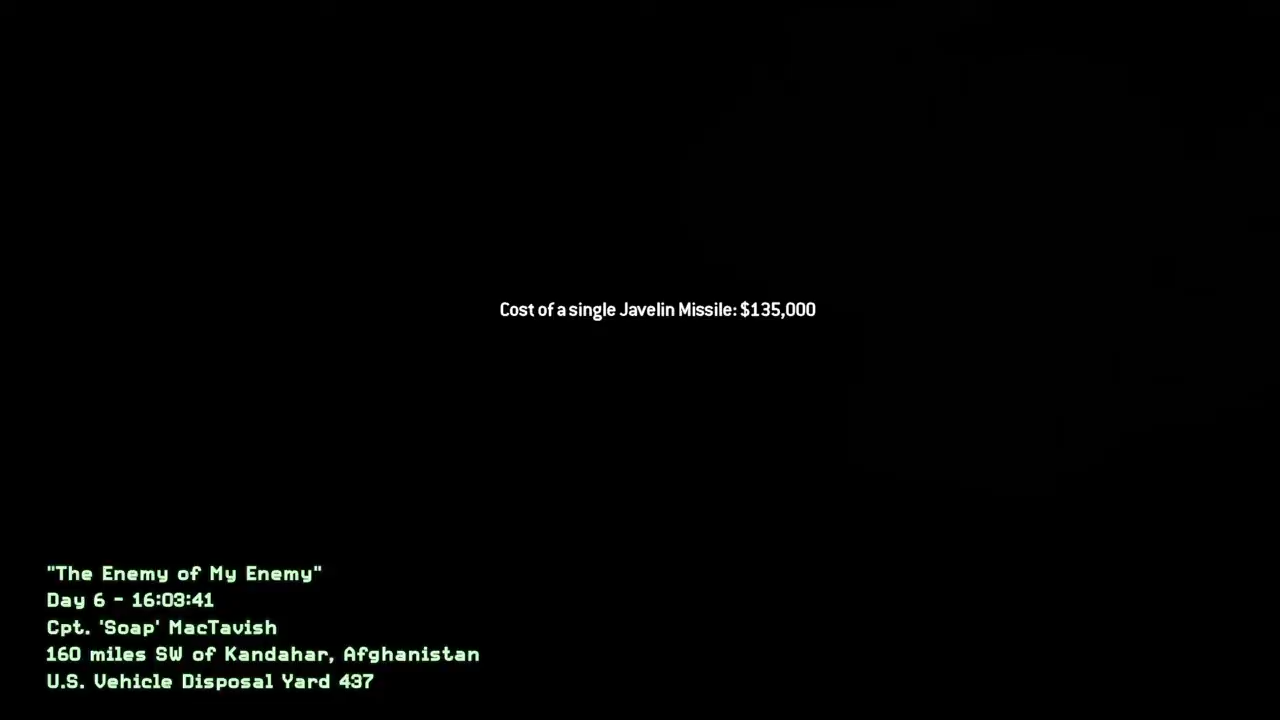 Cost of a single Javelin Missile: $135,000
"The Enemy of My Enemy"
Day 6 - 16:03:41
Cpt. 'Soap' MacTavish
160 miles SW of Kandahar, Afghanistan
U.S. Vehicle Disposal Yard 437